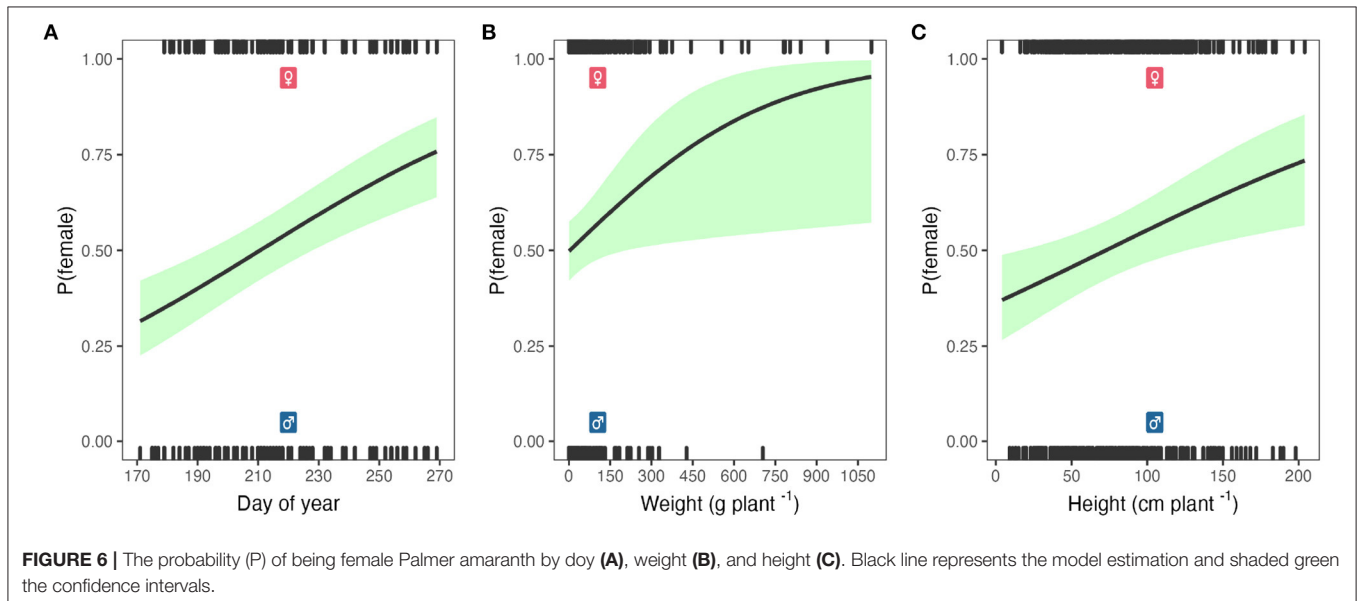 A
B
C
P(female)
1.00
0.75
0.50
0.25
0.00
♀
♂
170 190 210 230 250 270
Day of year
P(female)
1.00
0.75
0.50
0.25
0.00
♀
♂
0 150 300 450 600 750 900 1050
Weight (g plant -1)
P(female)
1.00
0.75
0.50
0.25
0.00
♀
♂
0 50 100 150 200
Height (cm plant -1)
FIGURE 6 | The probability (P) of being female Palmer amaranth by doy (A), weight (B), and height (C). Black line represents the model estimation and shaded green
the confidence intervals.